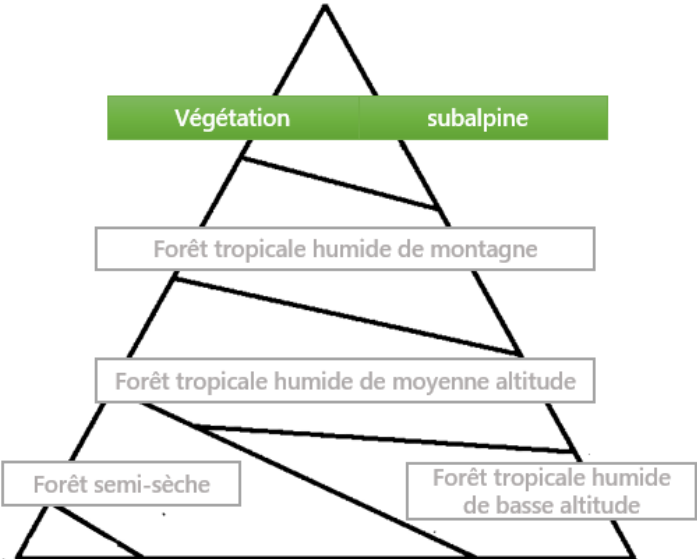 Végétation subalpine
Forêt tropicale humide de montagne
Forêt tropicale humide de moyenne altitude
Forêt semi-sèche
Forêt tropicale humide
de basse altitude